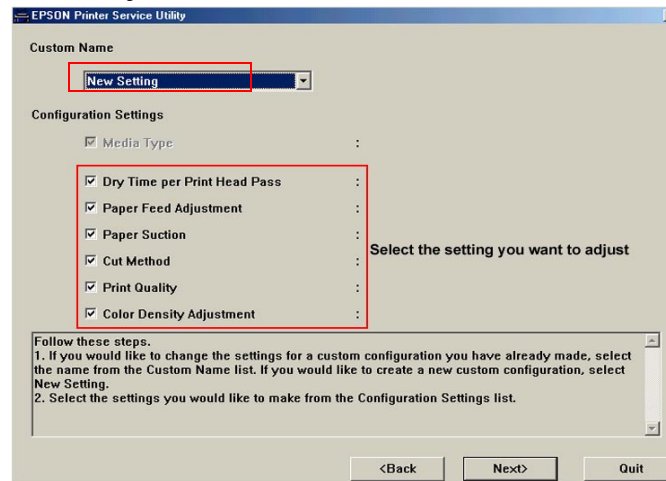 EPSON Printer Service Utility
Custom Name
New Setting
Configuration Settings
Media Type :
Dry Time per Print Head Pass :
Paper Feed Adjustment :
Paper Suction :
Select the setting you want to adjust
Cut Method :
Print Quality :
Color Density Adjustment :
Follow these steps.
1. If you would like to change the settings for a custom configuration you have already made, select
the name from the Custom Name list. If you would like to create a new custom configuration, select
New Setting.
2. Select the settings you would like to make from the Configuration Settings list.
<Back Next> Quit